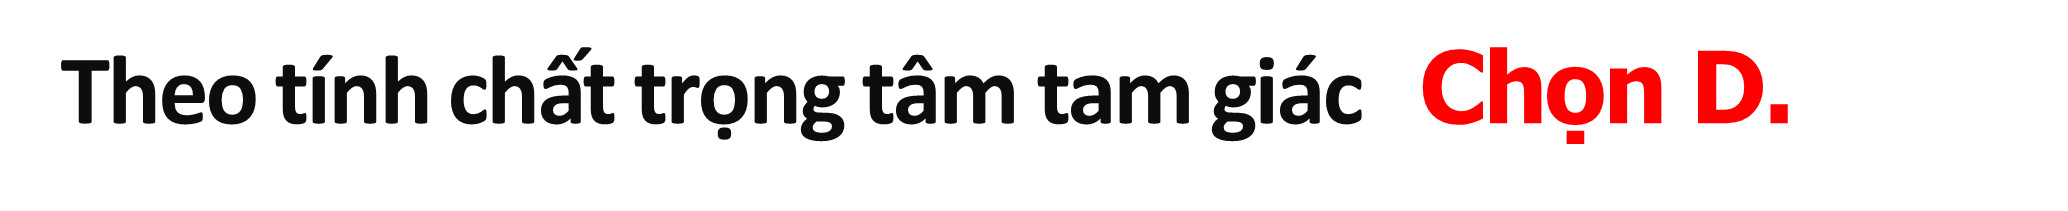 Theo tính chất trọng tâm tam giác Chọn D.